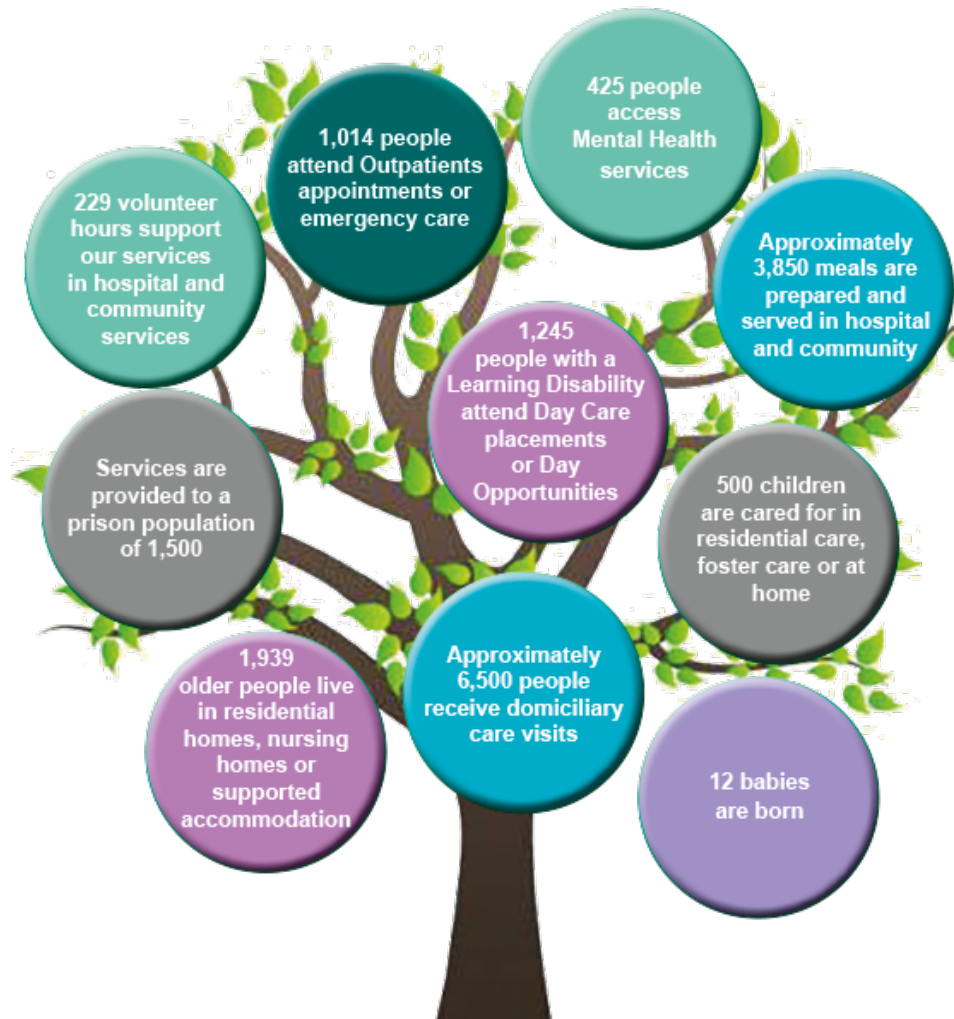 425 people
access
Mental Health
services
1,014 people
attend Outpatients
appointments or
emergency care
229 volunteer
hours support
our services
in hospital and
community
services
Approximately
3,850 meals are
prepared and
served in hospital
and community
1,245
people with a
Learning Disability
attend Day Care
placements
or Day
Opportunities
Services are
provided to a
prison population
of 1,500
500 children
are cared for in
residential care,
foster care or at
home
1,939
older people live
in residential
homes, nursing
homes or
supported
accommodation
Approximately
6,500 people
receive domiciliary
care visits
12 babies
are born